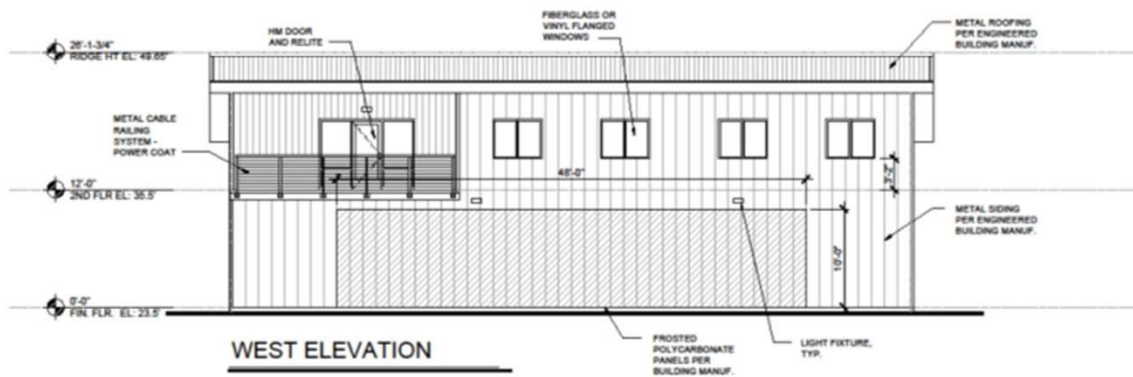 26'-1-3/4"
RIDGE HT EL: 49.65'
HM DOOR
AND RELITE
FIBERGLASS OR
VINYL FLANGED
WINDOWS
METAL ROOFING
PER ENGINEERED
BUILDING MANUF.
METAL CABLE
RAILING
SYSTEM -
POWER COAT
12'-0"
2ND FLR EL: 35.5'
48'-0"
3'-2"
METAL SIDING
PER ENGINEERED
BUILDING MANUF.
10'-0"
0'-0"
FIN. FLR. EL: 23.5'
WEST ELEVATION
FROSTED
POLYCARBONATE
PANELS PER
BUILDING MANUF.
LIGHT FIXTURE,
TYP.